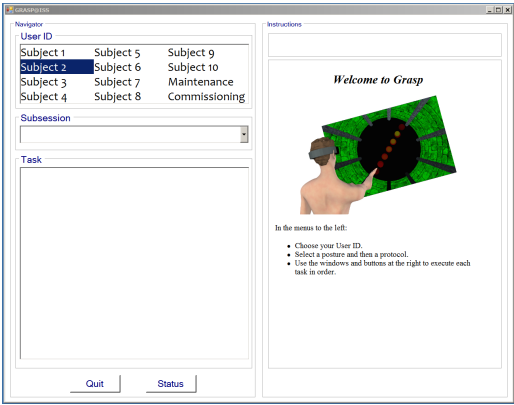 GRASP@ISS
Navigator
User ID
Subject 1 Subject 5 Subject 9
Subject 2 Subject 6 Subject 10
Subject 3 Subject 7 Maintenance
Subject 4 Subject 8 Commissioning
Subsession
Task
Quit Status
Instructions
Welcome to Grasp
In the menus to the left:
• Choose your User ID.
• Select a posture and then a protocol.
• Use the windows and buttons at the right to execute each
task in order.